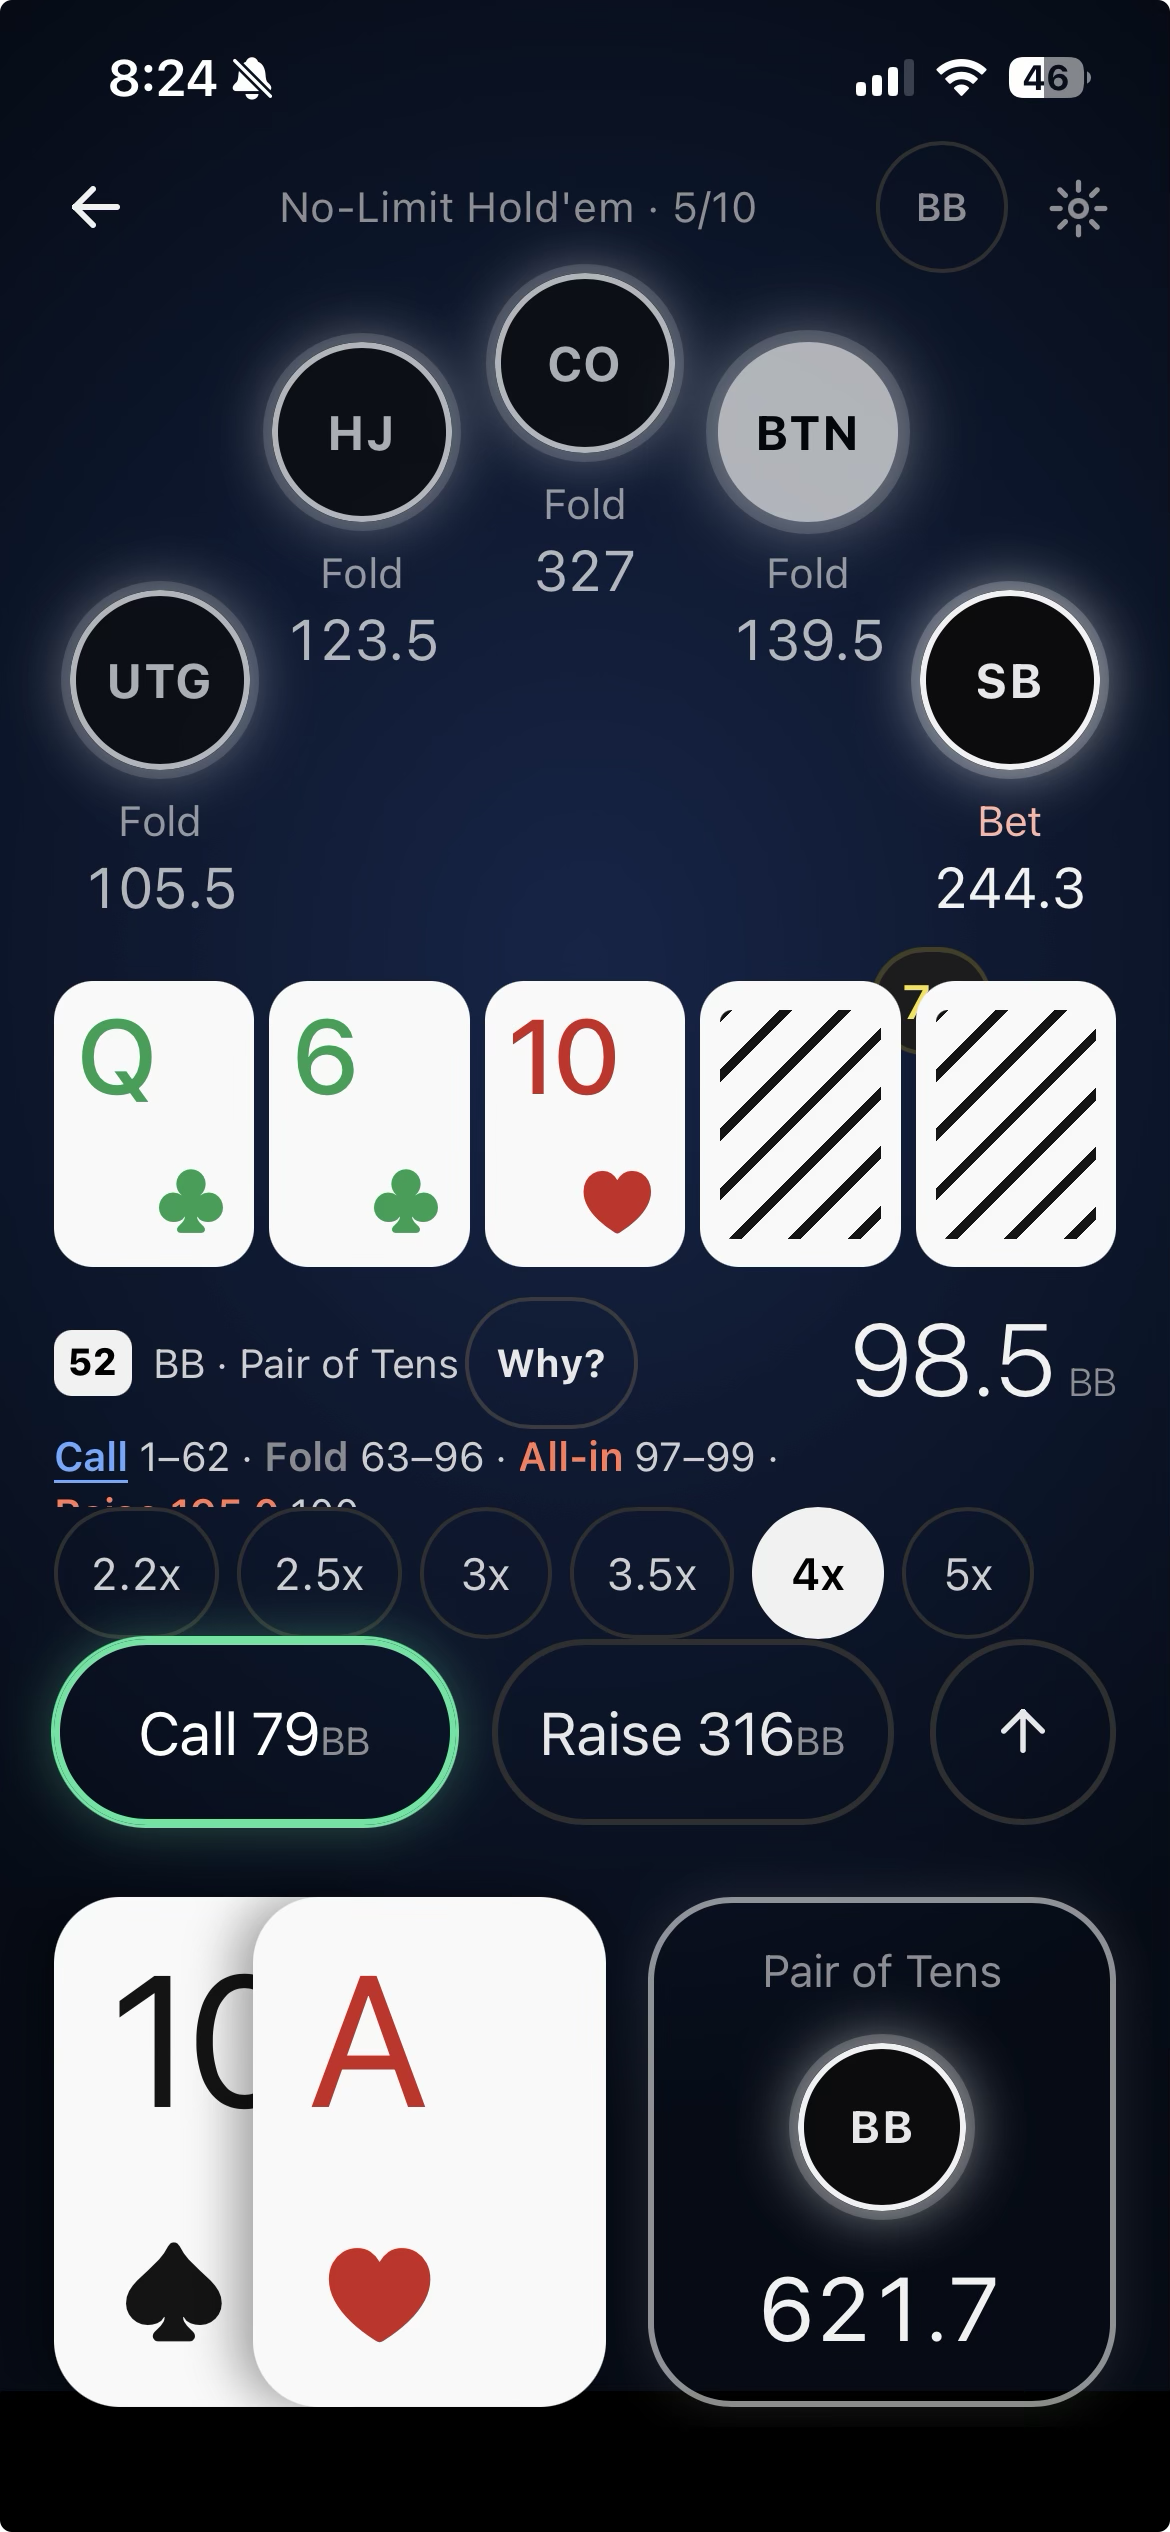 8:24
46
No-Limit Hold'em · 5/10
BB
CO
HJ
BTN
Fold
327
Fold
123.5
Fold
139.5
UTG
SB
Fold
105.5
Bet
244.3
7
Q
6
10
52 BB · Pair of Tens Why?
98.5 BB
Call 1–62 · Fold 63–96 · All-in 97–99 ·
2.2x 2.5x 3x 3.5x 4x 5x
Call 79BB
Raise 316BB
10
A
Pair of Tens
BB
621.7